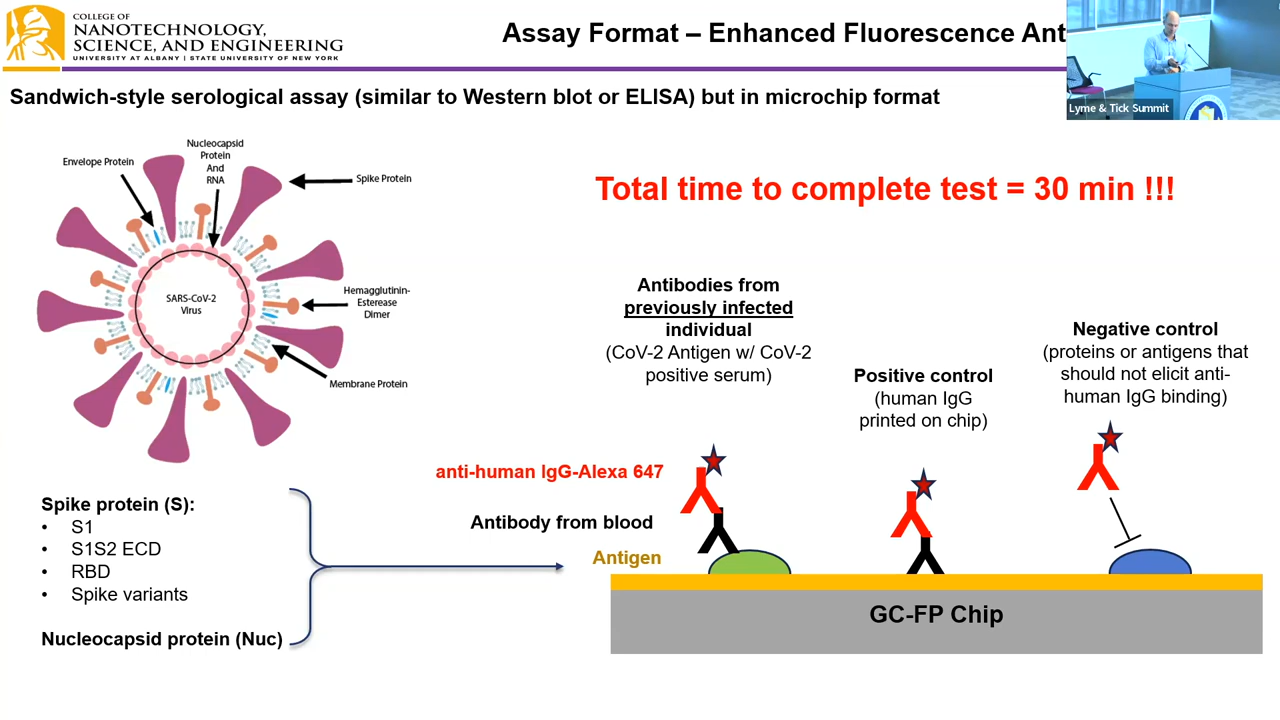 COLLEGE OF
NANOTECHNOLOGY,
SCIENCE, AND ENGINEERING
UNIVERSITY AT ALBANY | STATE UNIVERSITY OF NEW YORK
Assay Format – Enhanced Fluorescence Ant
Lyme & Tick Summit
Sandwich-style serological assay (similar to Western blot or ELISA) but in microchip format
Nucleocapsid
Protein
And
RNA
Envelope Protein
Spike Protein
SARS-CoV-2
Virus
Hemagglutinin-
Esterease
Dimer
Membrane Protein
Total time to complete test = 30 min !!!
Antibodies from
previously infected
individual
(CoV-2 Antigen w/ CoV-2
positive serum)
Positive control
(human IgG
printed on chip)
Negative control
(proteins or antigens that
should not elicit anti-
human IgG binding)
anti-human IgG-Alexa 647
Antibody from blood
Antigen
Spike protein (S):
• S1
• S1S2 ECD
• RBD
• Spike variants
Nucleocapsid protein (Nuc)
GC-FP Chip